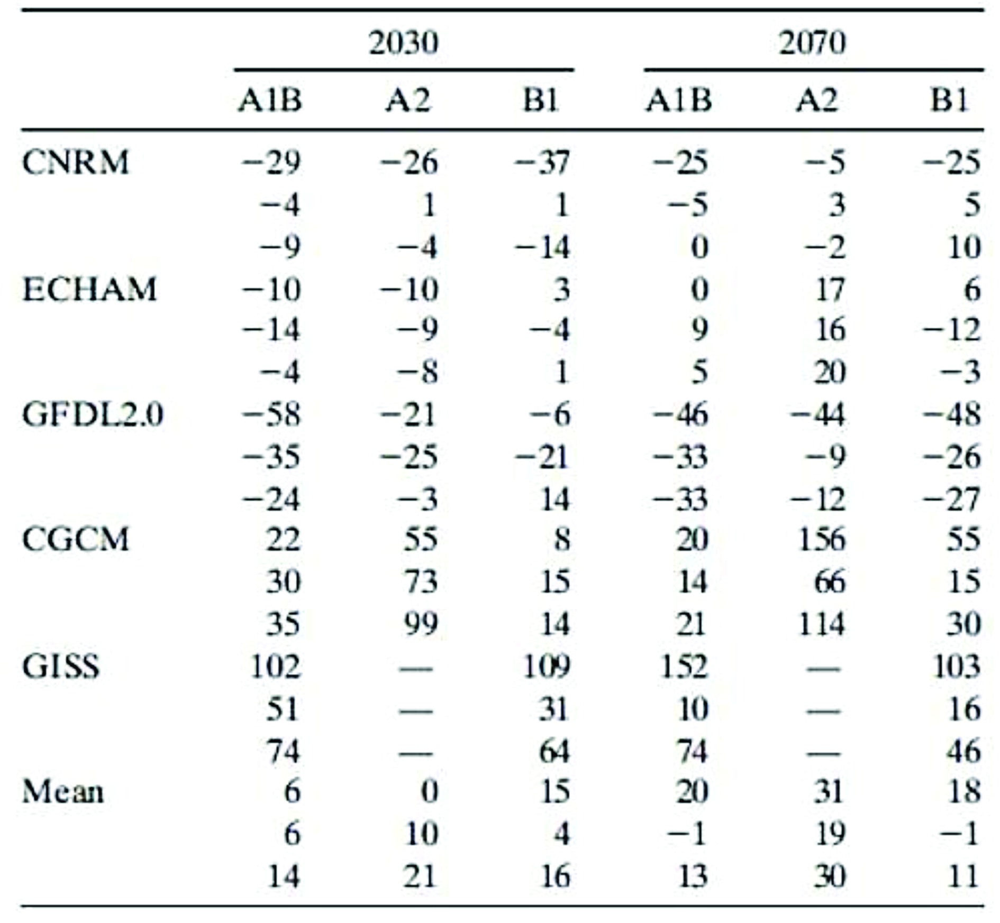 2030 2070
A1B A2 B1 A1B A2 B1
CNRM −29 −26 −37 −25 −5 −25
−4 1 1 −5 3 5
−9 −4 −14 0 −2 10
ECHAM −10 −10 3 0 17 6
−14 −9 −4 9 16 −12
−4 −8 1 5 20 −3
GFDL2.0 −58 −21 −6 −46 −44 −48
−35 −25 −21 −33 −9 −26
−24 −3 14 −33 −12 −27
CGCM 22 55 8 20 156 55
30 73 15 14 66 15
35 99 14 21 114 30
GISS 102 — 109 152 — 103
51 — 31 10 — 16
74 — 64 74 — 46
Mean 6 0 15 20 31 18
6 10 4 −1 19 −1
14 21 16 13 30 11